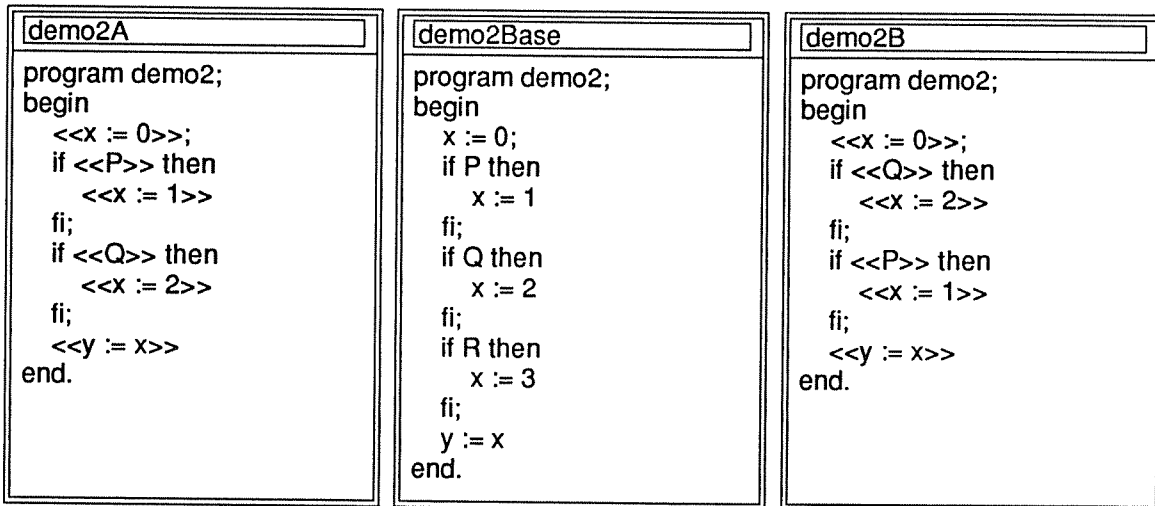 demo2A
program demo2;
begin
<<x := 0>>;
if <<P>> then
<<x := 1>>
fi;
if <<Q>> then
<<x := 2>>
fi;
<<y := x>>
end.
demo2Base
program demo2;
begin
x := 0;
if P then
x := 1
fi;
if Q then
x := 2
fi;
if R then
x := 3
fi;
y := x
end.
demo2B
program demo2;
begin
<<x := 0>>;
if <<Q>> then
<<x := 2>>
fi;
if <<P>> then
<<x := 1>>
fi;
<<y := x>>
end.